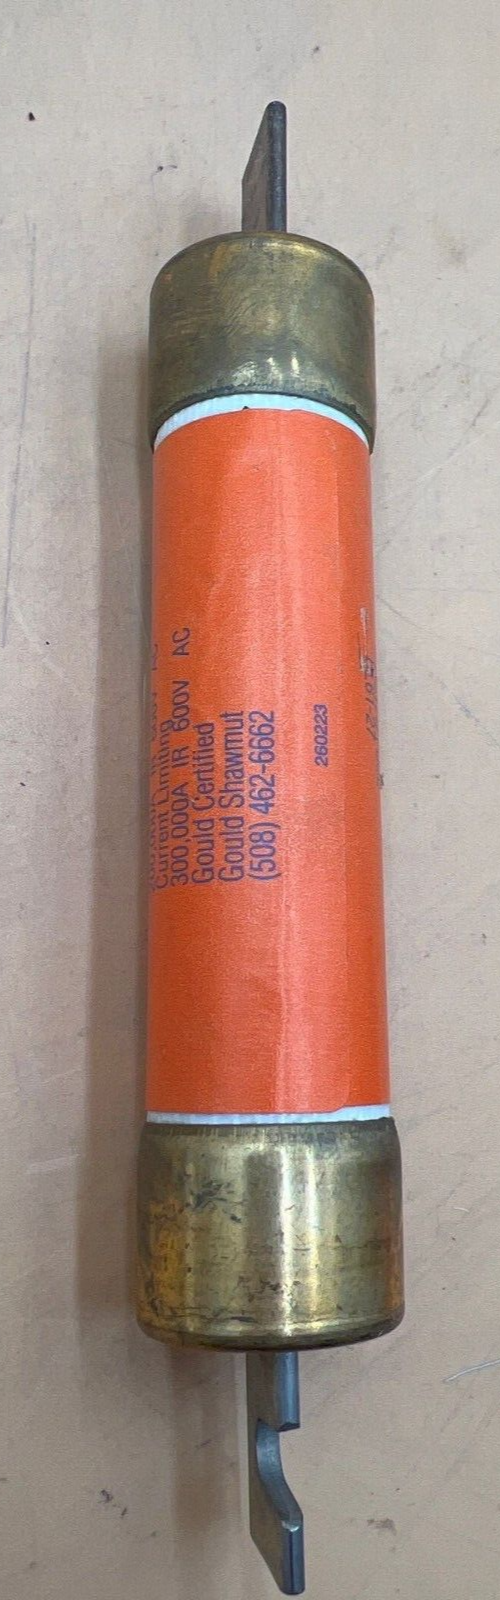 Current Limiting
300,000A IR 600V AC
Gould Certified
Gould Shawmut
(508) 462-6662
260223